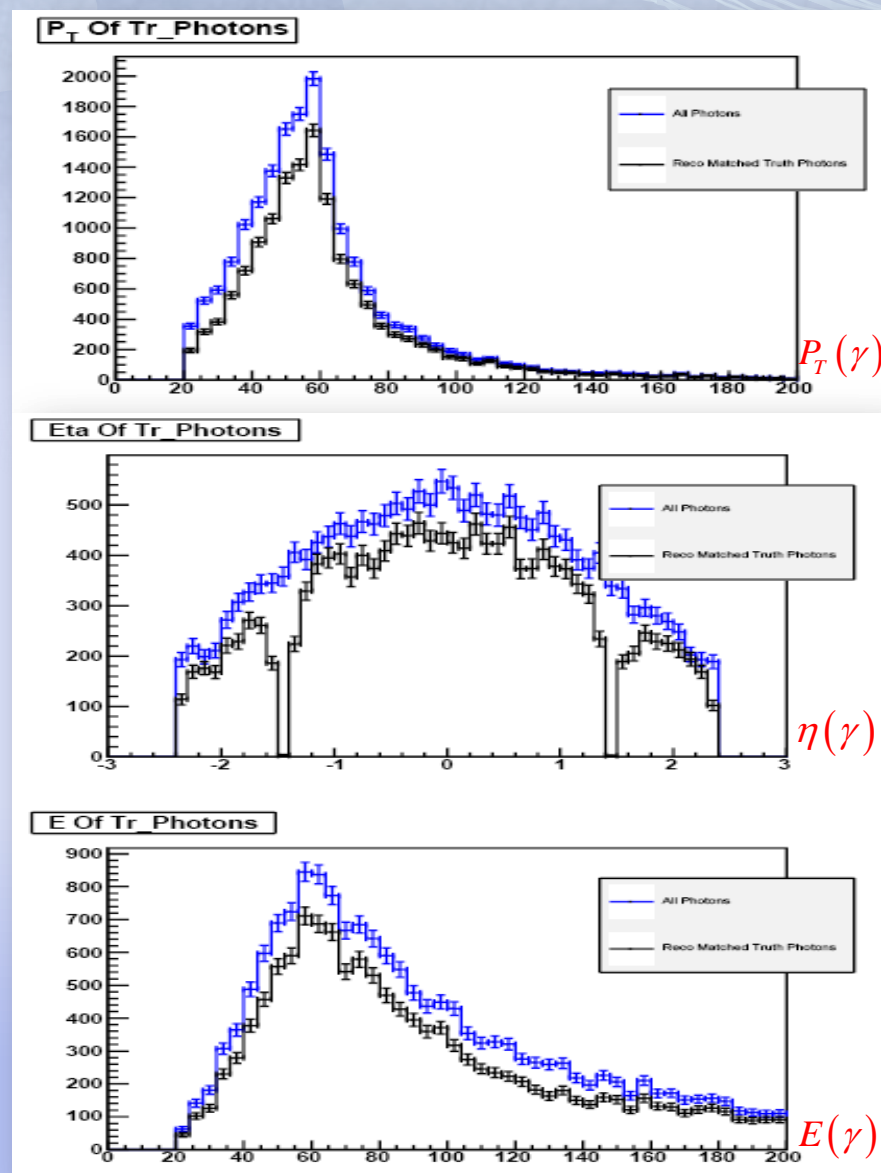 P_T Of Tr_Photons
2000
1800
1600
1400
1200
1000
800
600
400
200
0
All Photons
Reco Matched Truth Photons
0 20 40 60 80 100 120 140 160 180 200
P_T (γ)
Eta Of Tr_Photons
500
400
300
200
100
0
All Photons
Reco Matched Truth Photons
-3 -2 -1 0 1 2 3
η(γ)
E Of Tr_Photons
900
800
700
600
500
400
300
200
100
0
All Photons
Reco Matched Truth Photons
0 20 40 60 80 100 120 140 160 180 200
E(γ)